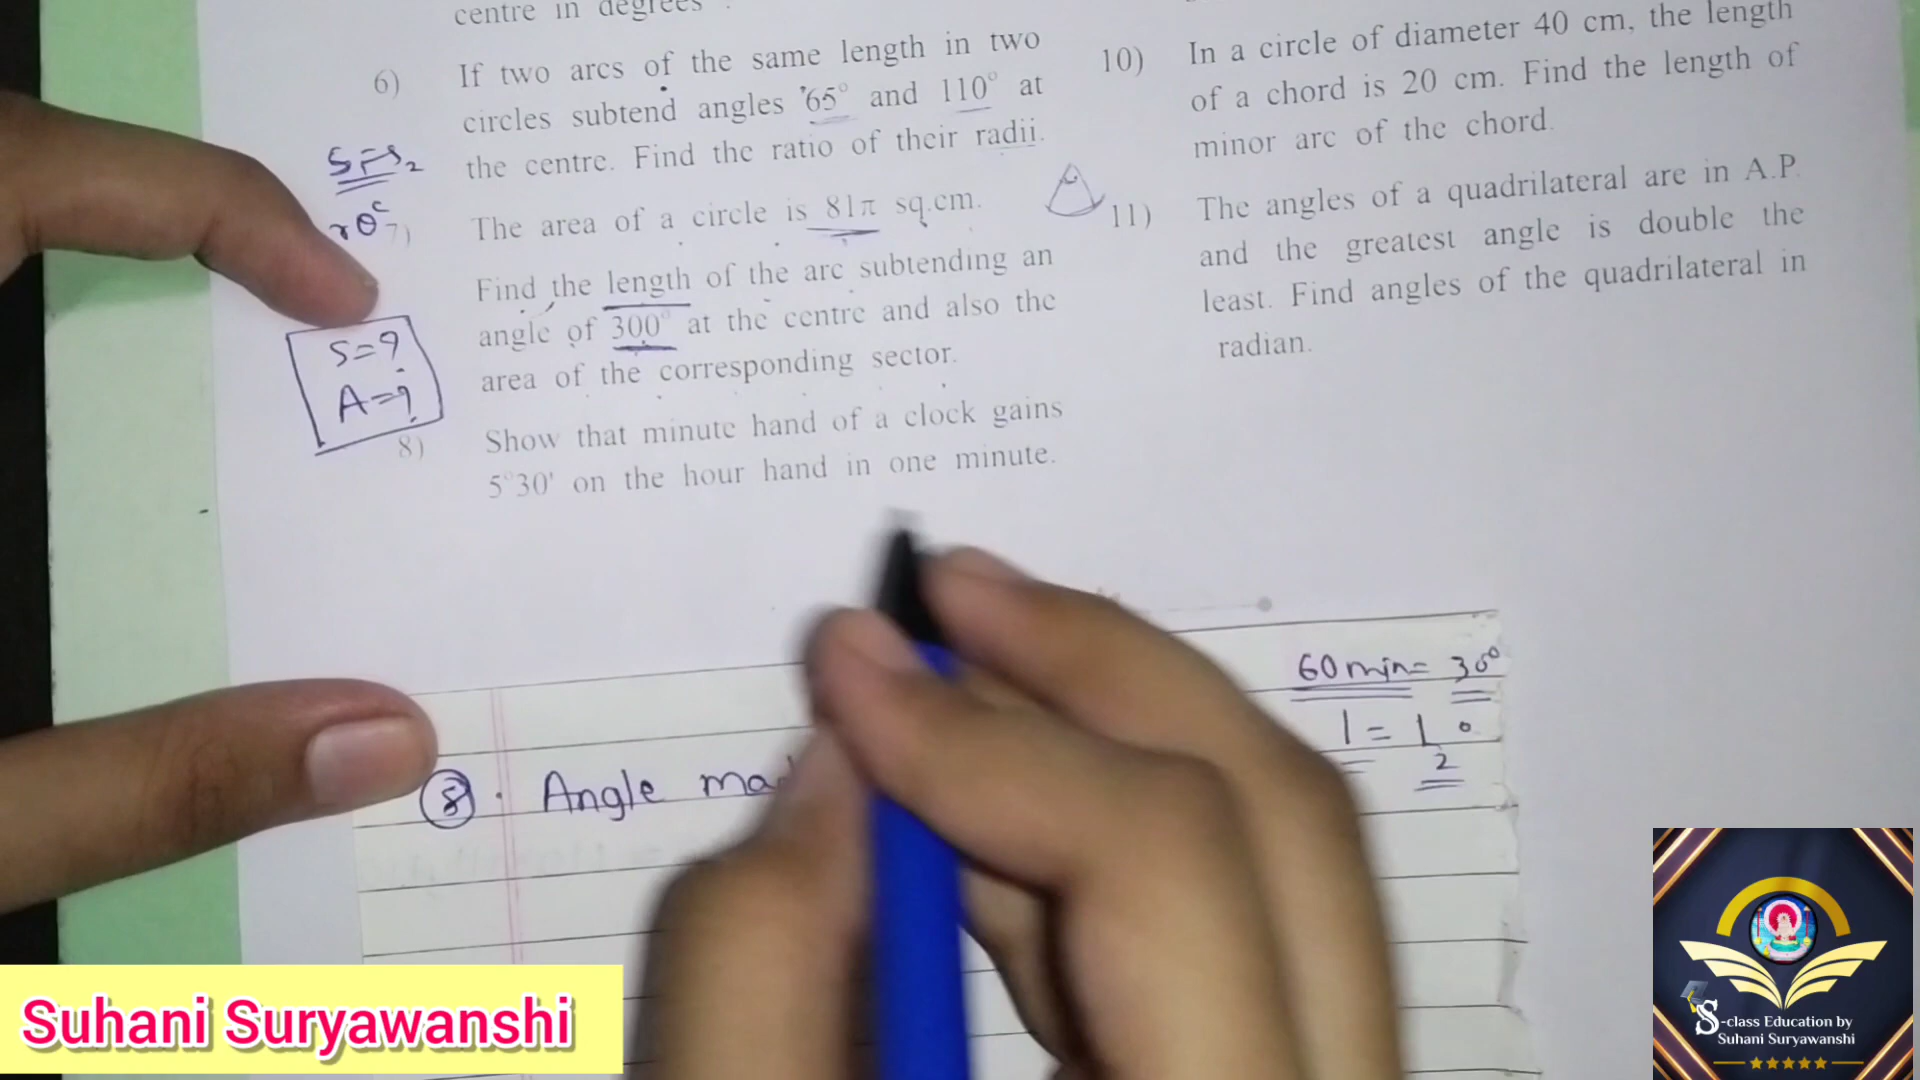 centre in degrees .
6) If two arcs of the same length in two
circles subtend angles 65° and 110° at
the centre. Find the ratio of their radii.
S=S₂
rθᶜ
7) The area of a circle is 81π sq.cm.
Find the length of the arc subtending an
angle of 300° at the centre and also the
area of the corresponding sector.
S=?
A=?
8) Show that minute hand of a clock gains
5°30' on the hour hand in one minute.
10) In a circle of diameter 40 cm, the length
of a chord is 20 cm. Find the length of
minor arc of the chord.
11) The angles of a quadrilateral are in A.P.
and the greatest angle is double the
least. Find angles of the quadrilateral in
radian.
60 min = 30°
1 = 1/2 °
8. Angle mad
Suhani Suryawanshi
S-class Education by
Suhani Suryawanshi